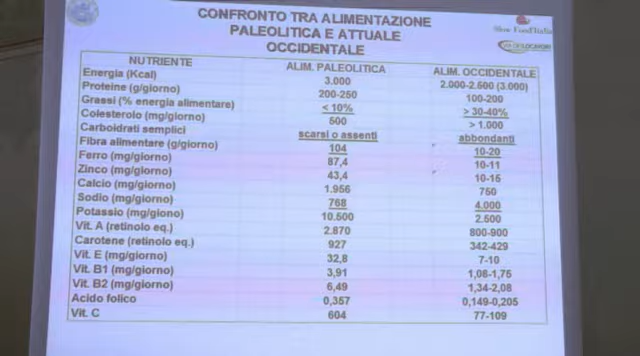 CONFRONTO TRA ALIMENTAZIONE
PALEOLITICA E ATTUALE
OCCIDENTALE
Slow Food Italia
NUTRIENTE ALIM. PALEOLITICA ALIM. OCCIDENTALE
Energia (Kcal) 3.000 2.000-2.500 (3.000)
Proteine (g/giorno) 200-250 100-200
Grassi (% energia alimentare) < 10% > 30-40%
Colesterolo (mg/giorno) 500 > 1.000
Carboidrati semplici scarsi o assenti abbondanti
Fibra alimentare (g/giorno) 104 10-20
Ferro (mg/giorno) 87,4 10-11
Zinco (mg/giorno) 43,4 10-15
Calcio (mg/giorno) 1.956 750
Sodio (mg/giorno) 768 4.000
Potassio (mg/giono) 10.500 2.500
Vit. A (retinolo eq.) 2.870 800-900
Carotene (retinolo eq.) 927 342-429
Vit. E (mg/giorno) 32,8 7-10
Vit. B1 (mg/giorno) 3,91 1,08-1,75
Vit. B2 (mg/giorno) 6,49 1,34-2,08
Acido folico 0,357 0,149-0,205
Vit. C 604 77-109